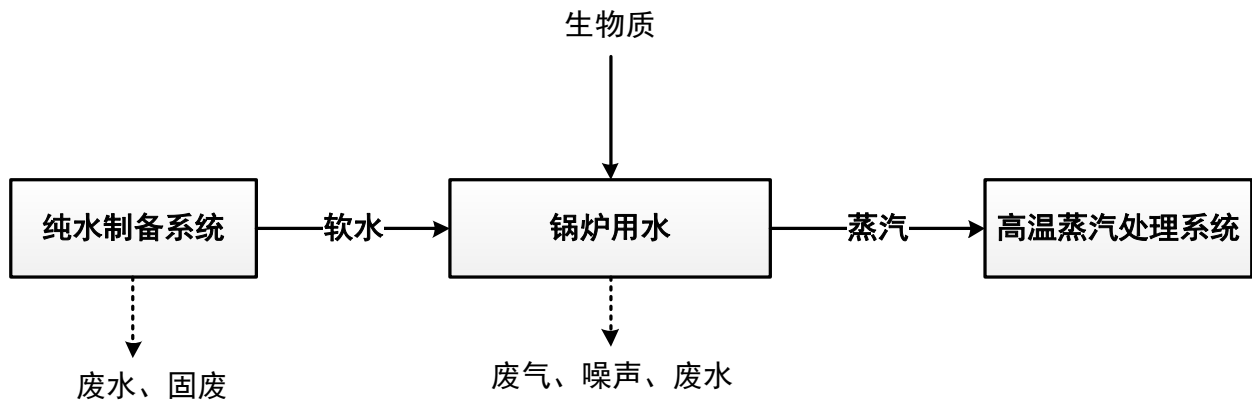 生物质
纯水制备系统
软水
锅炉用水
蒸汽
高温蒸汽处理系统
废水、固废
废气、噪声、废水